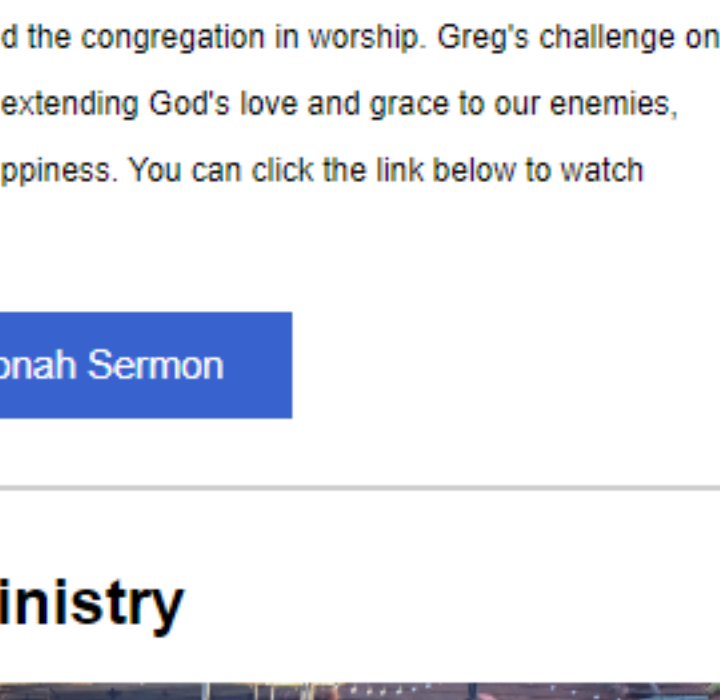 d the congregation in worship. Greg's challenge on
extending God's love and grace to our enemies,
ppiness. You can click the link below to watch
onah Sermon
inistry